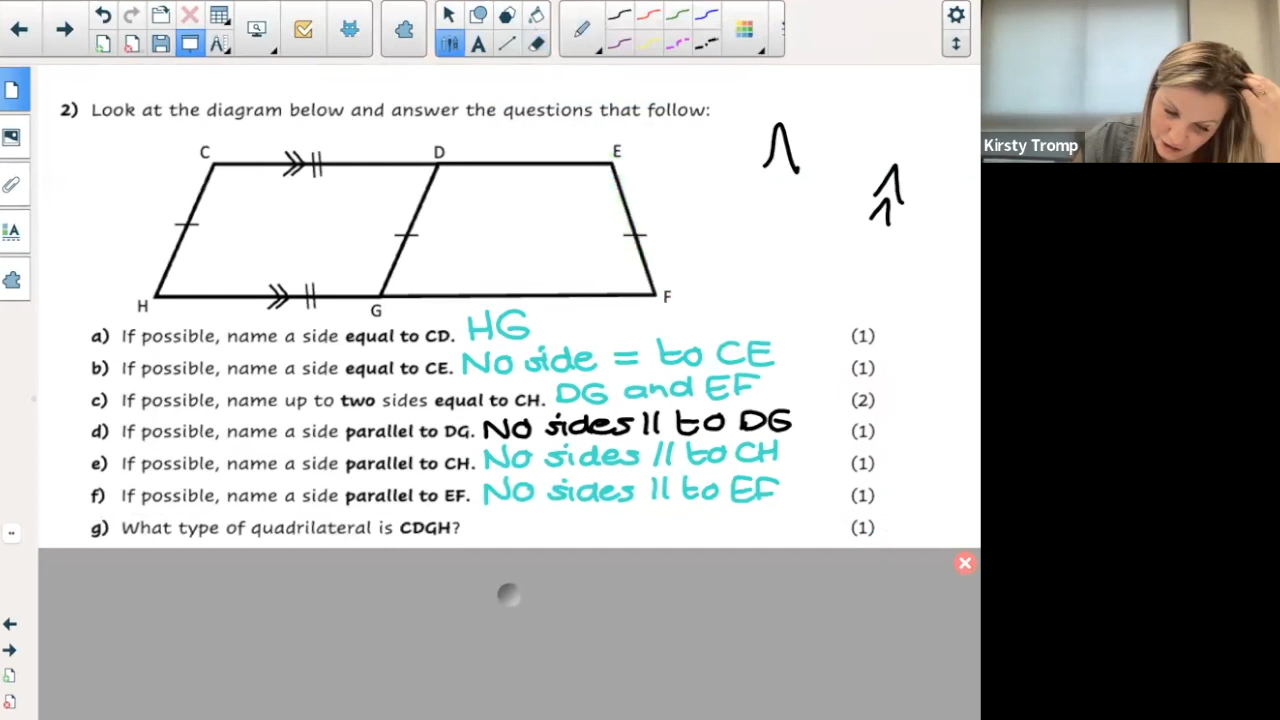 Kirsty Tromp
2) Look at the diagram below and answer the questions that follow:
C D E
H G F
a) If possible, name a side equal to CD. HG (1)
b) If possible, name a side equal to CE. No side = to CE (1)
c) If possible, name up to two sides equal to CH. DG and EF (2)
d) If possible, name a side parallel to DG. No sides || to DG (1)
e) If possible, name a side parallel to CH. No sides // to CH (1)
f) If possible, name a side parallel to EF. No sides || to EF (1)
g) What type of quadrilateral is CDGH? (1)